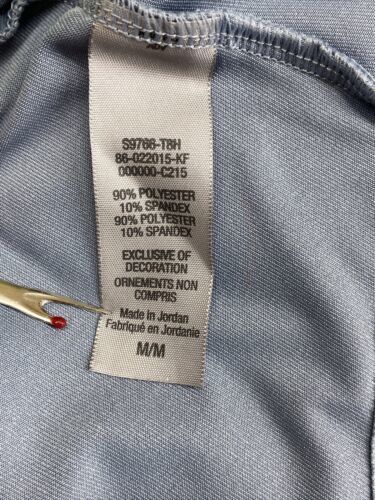 S9766-T8H
86-022015-KF
000000-C215
90% POLYESTER
10% SPANDEX
90% POLYESTER
10% SPANDEX
EXCLUSIVE OF
DECORATION
ORNEMENTS NON
COMPRIS
Made in Jordan
Fabriqué en Jordanie
M/M